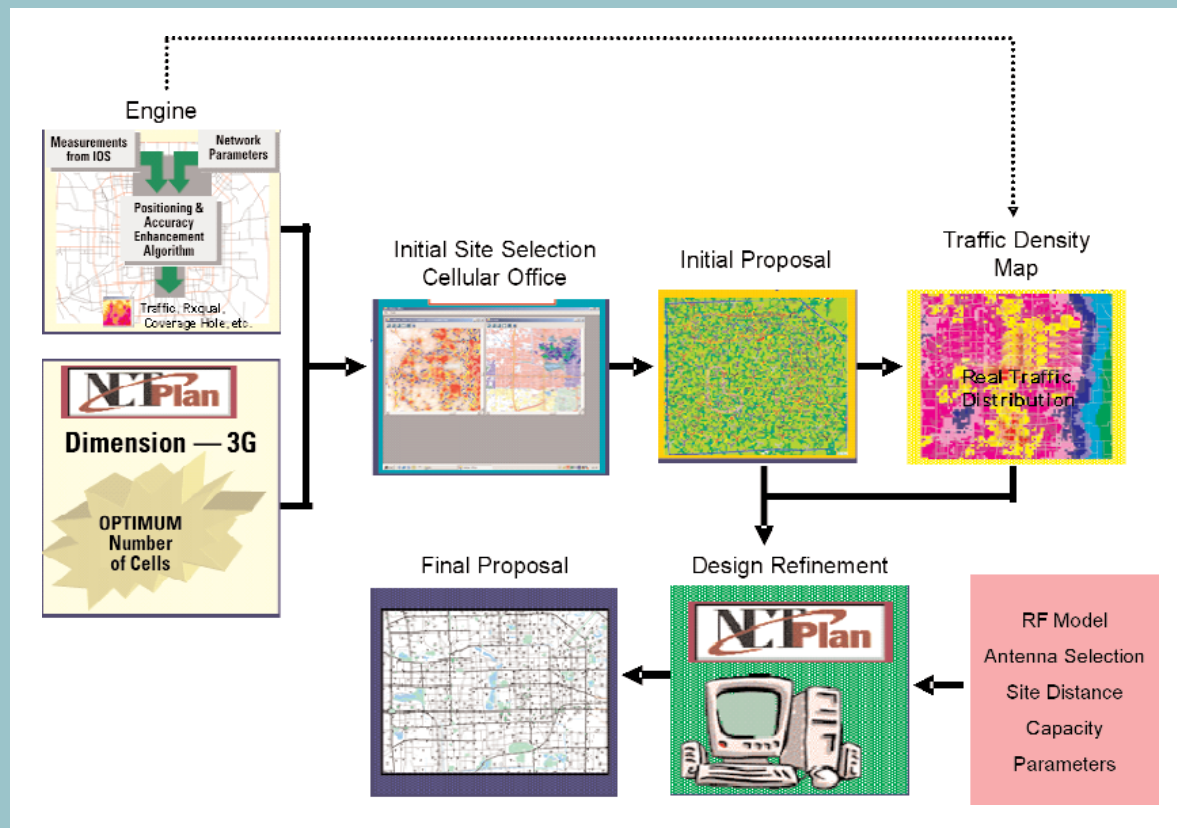 Engine
Measurements
from IOS
Network
Parameters
Positioning &
Accuracy
Enhancement
Algorithm
Traffic, Rxqual,
Coverage Hole, etc.
NETPlan
Dimension — 3G
OPTIMUM
Number
of Cells
Initial Site Selection
Cellular Office
Initial Proposal
Traffic Density
Map
Real Traffic
Distribution
Final Proposal
Design Refinement
NETPlan
RF Model
Antenna Selection
Site Distance
Capacity
Parameters